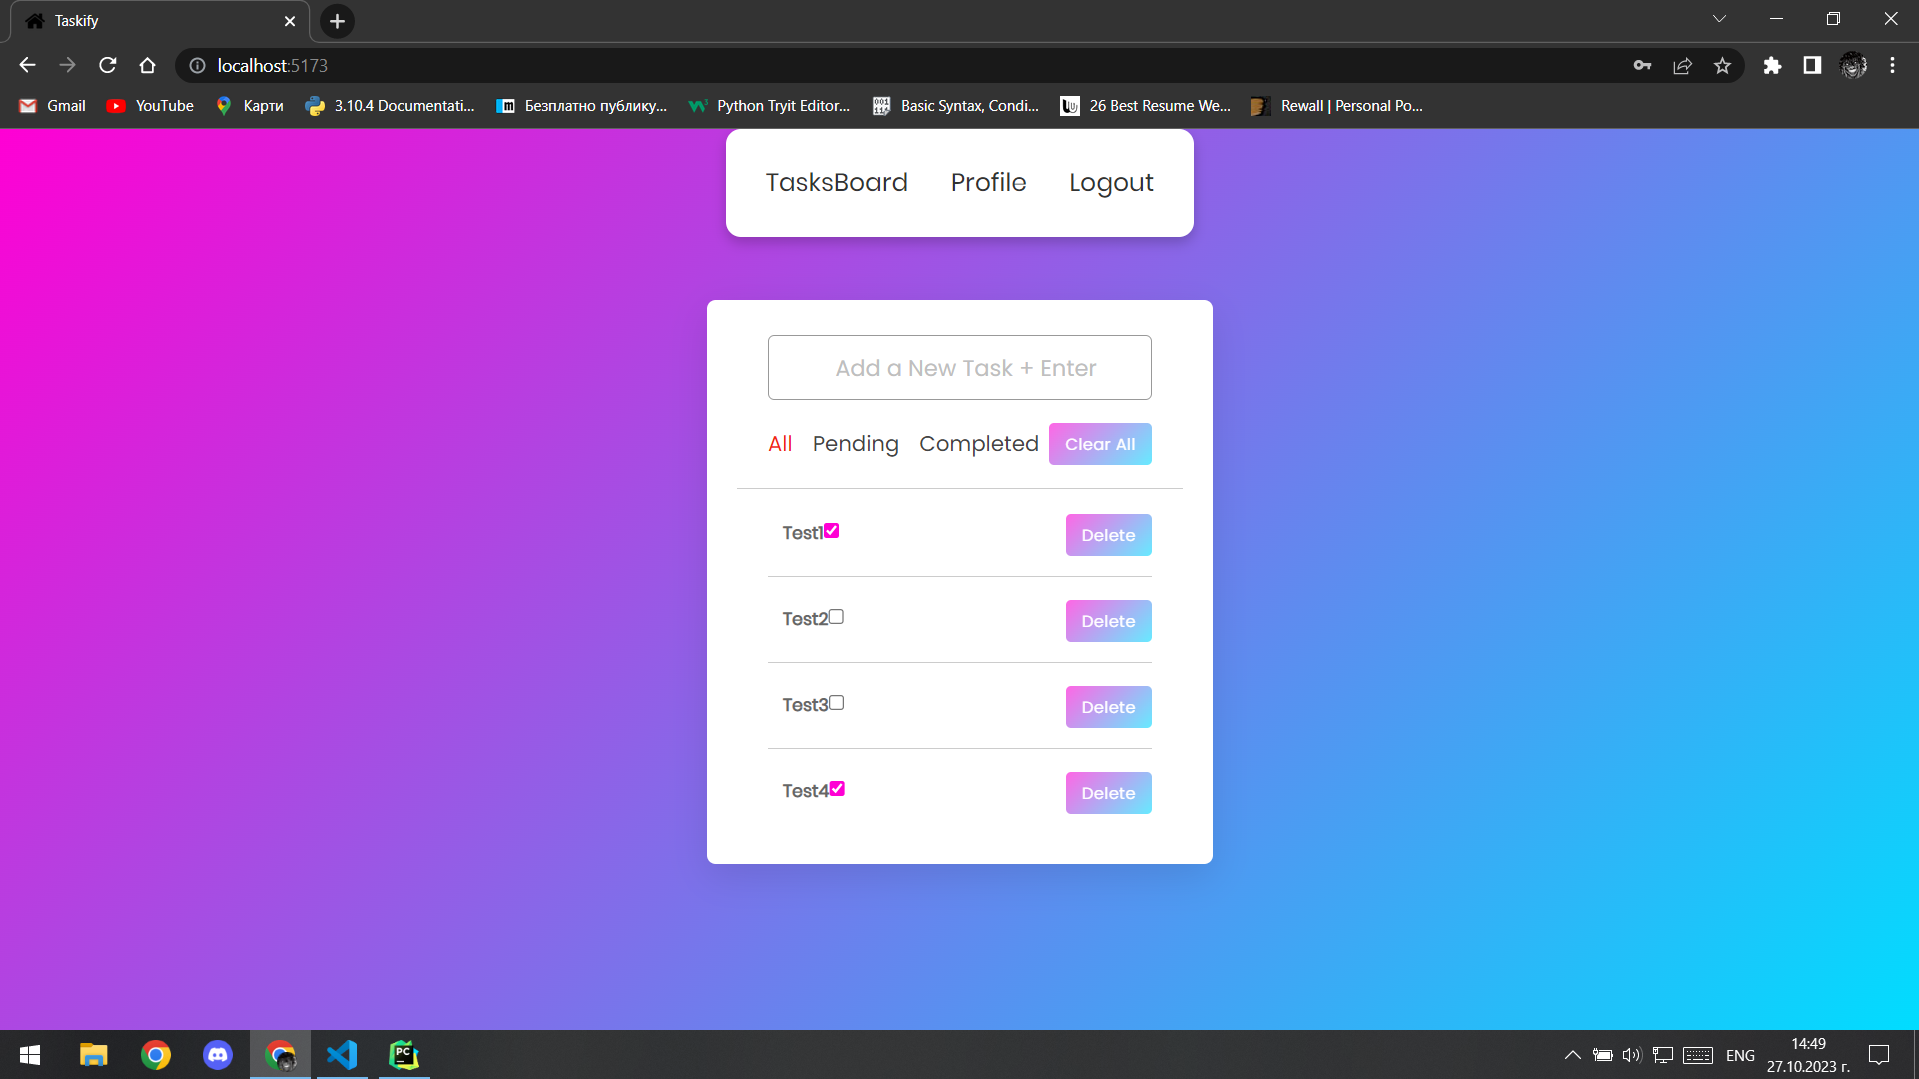 Taskify
localhost:5173
Gmail YouTube Карти 3.10.4 Documentati... Безплатно публику... Python Tryit Editor... Basic Syntax, Condi... 26 Best Resume We... Rewall | Personal Po...
TasksBoard Profile Logout
Add a New Task + Enter
All Pending Completed Clear All
Test1 Delete
Test2 Delete
Test3 Delete
Test4 Delete
PC
ENG
14:49
27.10.2023 г.